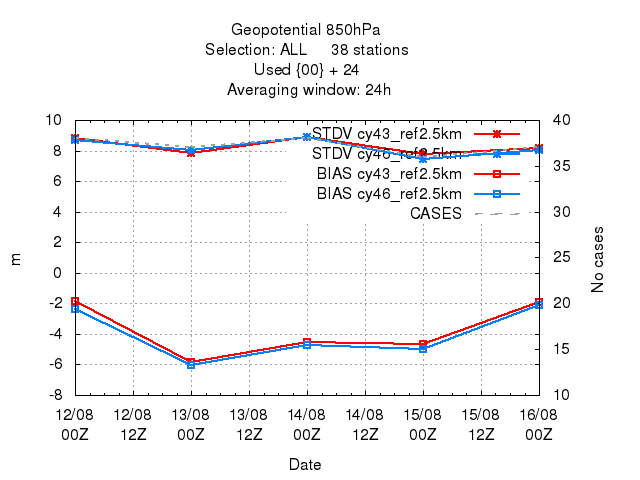 Geopotential 850hPa
Selection: ALL 38 stations
Used {00} + 24
Averaging window: 24h
10
8
6
4
2
0
-2
-4
-6
-8
m
40
35
30
25
20
15
10
No cases
STDV cy43_ref2.5km
STDV cy46_ref2.5km
BIAS cy43_ref2.5km
BIAS cy46_ref2.5km
CASES
12/08 12/08 13/08 13/08 14/08 14/08 15/08 15/08 16/08
00Z 12Z 00Z 12Z 00Z 12Z 00Z 12Z 00Z
Date